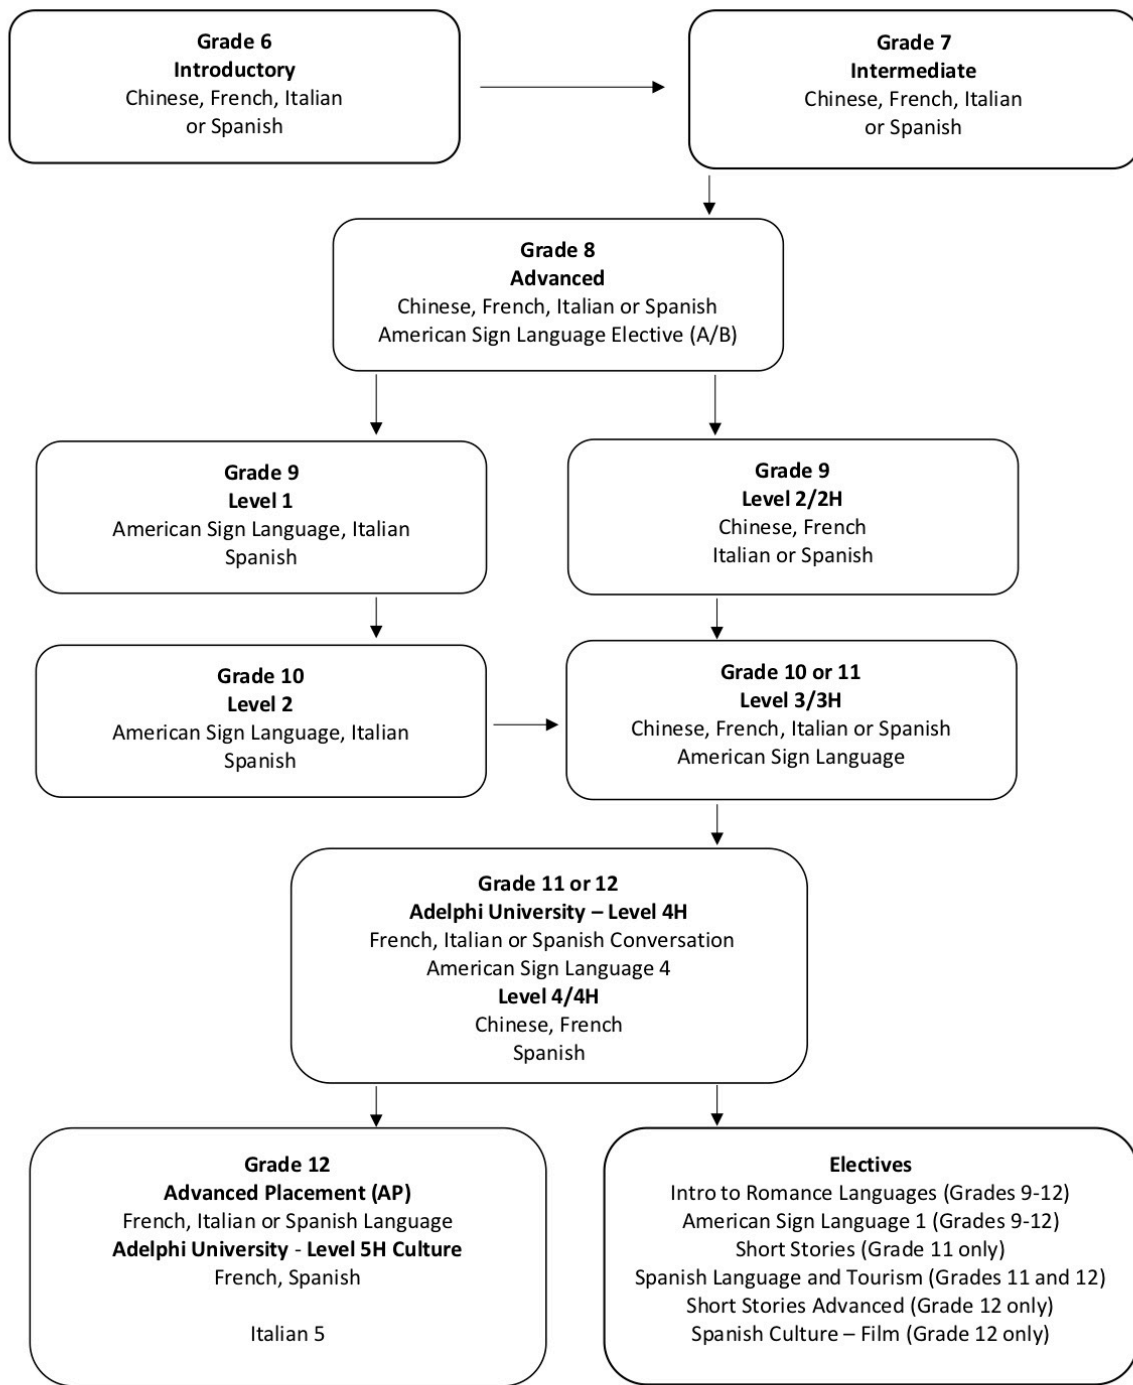 Grade 6
Introductory
Chinese, French, Italian
or Spanish
Grade 7
Intermediate
Chinese, French, Italian
or Spanish
Grade 8
Advanced
Chinese, French, Italian or Spanish
American Sign Language Elective (A/B)
Grade 9
Level 1
American Sign Language, Italian
Spanish
Grade 9
Level 2/2H
Chinese, French
Italian or Spanish
Grade 10
Level 2
American Sign Language, Italian
Spanish
Grade 10 or 11
Level 3/3H
Chinese, French, Italian or Spanish
American Sign Language
Grade 11 or 12
Adelphi University – Level 4H
French, Italian or Spanish Conversation
American Sign Language 4
Level 4/4H
Chinese, French
Spanish
Grade 12
Advanced Placement (AP)
French, Italian or Spanish Language
Adelphi University - Level 5H Culture
French, Spanish
Italian 5
Electives
Intro to Romance Languages (Grades 9-12)
American Sign Language 1 (Grades 9-12)
Short Stories (Grade 11 only)
Spanish Language and Tourism (Grades 11 and 12)
Short Stories Advanced (Grade 12 only)
Spanish Culture – Film (Grade 12 only)